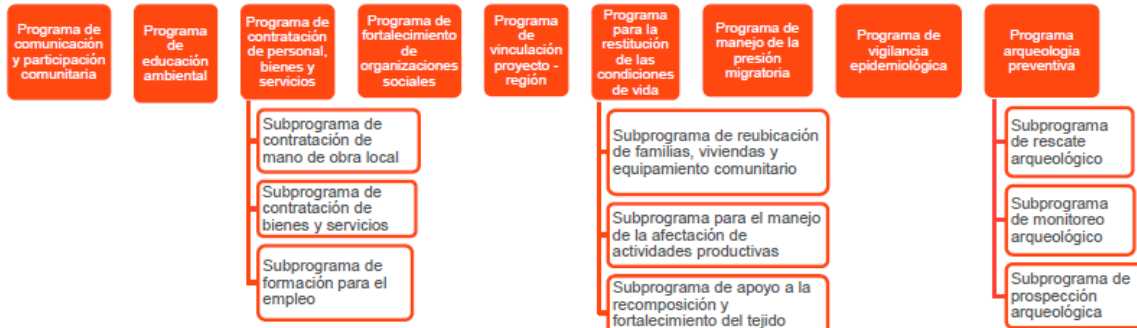 Programa de
comunicación
y participación
comunitaria
Programa
de
educación
ambiental
Programa de
contratación
de personal,
bienes y
servicios
Programa de
fortalecimiento
de
organizaciones
sociales
Programa
de
vinculación
proyecto -
región
Programa
para la
restitución
de las
condiciones
de vida
Programa de
manejo de la
presión
migratoria
Programa de
vigilancia
epidemiológica
Programa
arqueologia
preventiva
Subprograma de
contratación de
mano de obra local
Subprograma de
contratación de
bienes y servicios
Subprograma de
formación para el
empleo
Subprograma de reubicación
de familias, viviendas y
equipamiento comunitario
Subprograma para el manejo
de la afectación de
actividades productivas
Subprograma de apoyo a la
recomposición y
fortalecimiento del tejido
Subprograma
de rescate
arqueológico
Subprograma
de monitoreo
arqueológico
Subprograma de
prospección
arqueológica